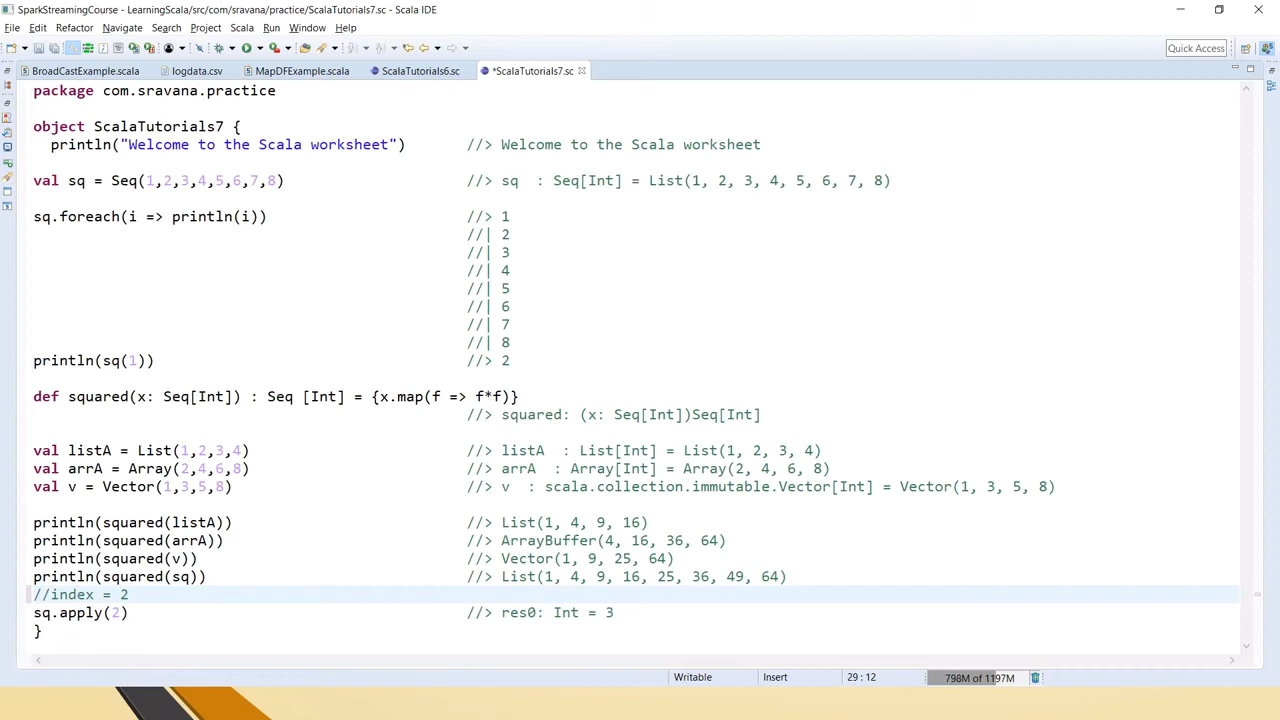 SparkStreamingCourse - LearningScala/src/com/sravana/practice/ScalaTutorials7.sc - Scala IDE
File Edit Refactor Navigate Search Project Scala Run Window Help
Quick Access
BroadCastExample.scala logdata.csv MapDFExample.scala ScalaTutorials6.sc *ScalaTutorials7.sc
package com.sravana.practice
object ScalaTutorials7 {
println("Welcome to the Scala worksheet") //> Welcome to the Scala worksheet
val sq = Seq(1,2,3,4,5,6,7,8) //> sq : Seq[Int] = List(1, 2, 3, 4, 5, 6, 7, 8)
sq.foreach(i => println(i)) //> 1
//| 2
//| 3
//| 4
//| 5
//| 6
//| 7
//| 8
println(sq(1)) //> 2
def squared(x: Seq[Int]) : Seq [Int] = {x.map(f => f*f)}
//> squared: (x: Seq[Int])Seq[Int]
val listA = List(1,2,3,4) //> listA : List[Int] = List(1, 2, 3, 4)
val arrA = Array(2,4,6,8) //> arrA : Array[Int] = Array(2, 4, 6, 8)
val v = Vector(1,3,5,8) //> v : scala.collection.immutable.Vector[Int] = Vector(1, 3, 5, 8)
println(squared(listA)) //> List(1, 4, 9, 16)
println(squared(arrA)) //> ArrayBuffer(4, 16, 36, 64)
println(squared(v)) //> Vector(1, 9, 25, 64)
println(squared(sq)) //> List(1, 4, 9, 16, 25, 36, 49, 64)
//index = 2
sq.apply(2) //> res0: Int = 3
}
Writable Insert 29 : 12 798M of 1197M